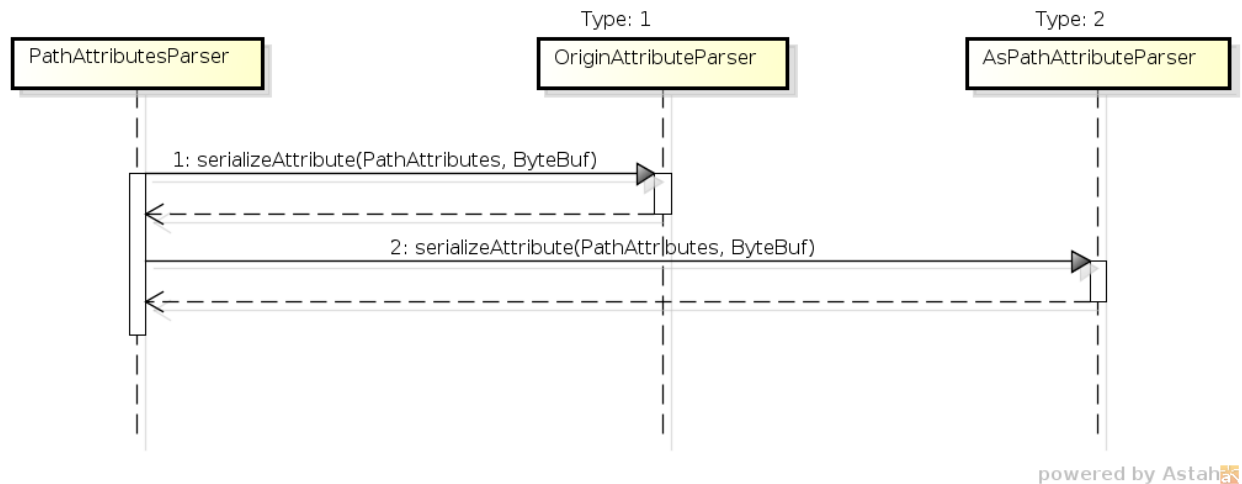 Type: 1
Type: 2
PathAttributesParser
OriginAttributeParser
AsPathAttributeParser
1: serializeAttribute(PathAttributes, ByteBuf)
2: serializeAttribute(PathAttributes, ByteBuf)
powered by Astah